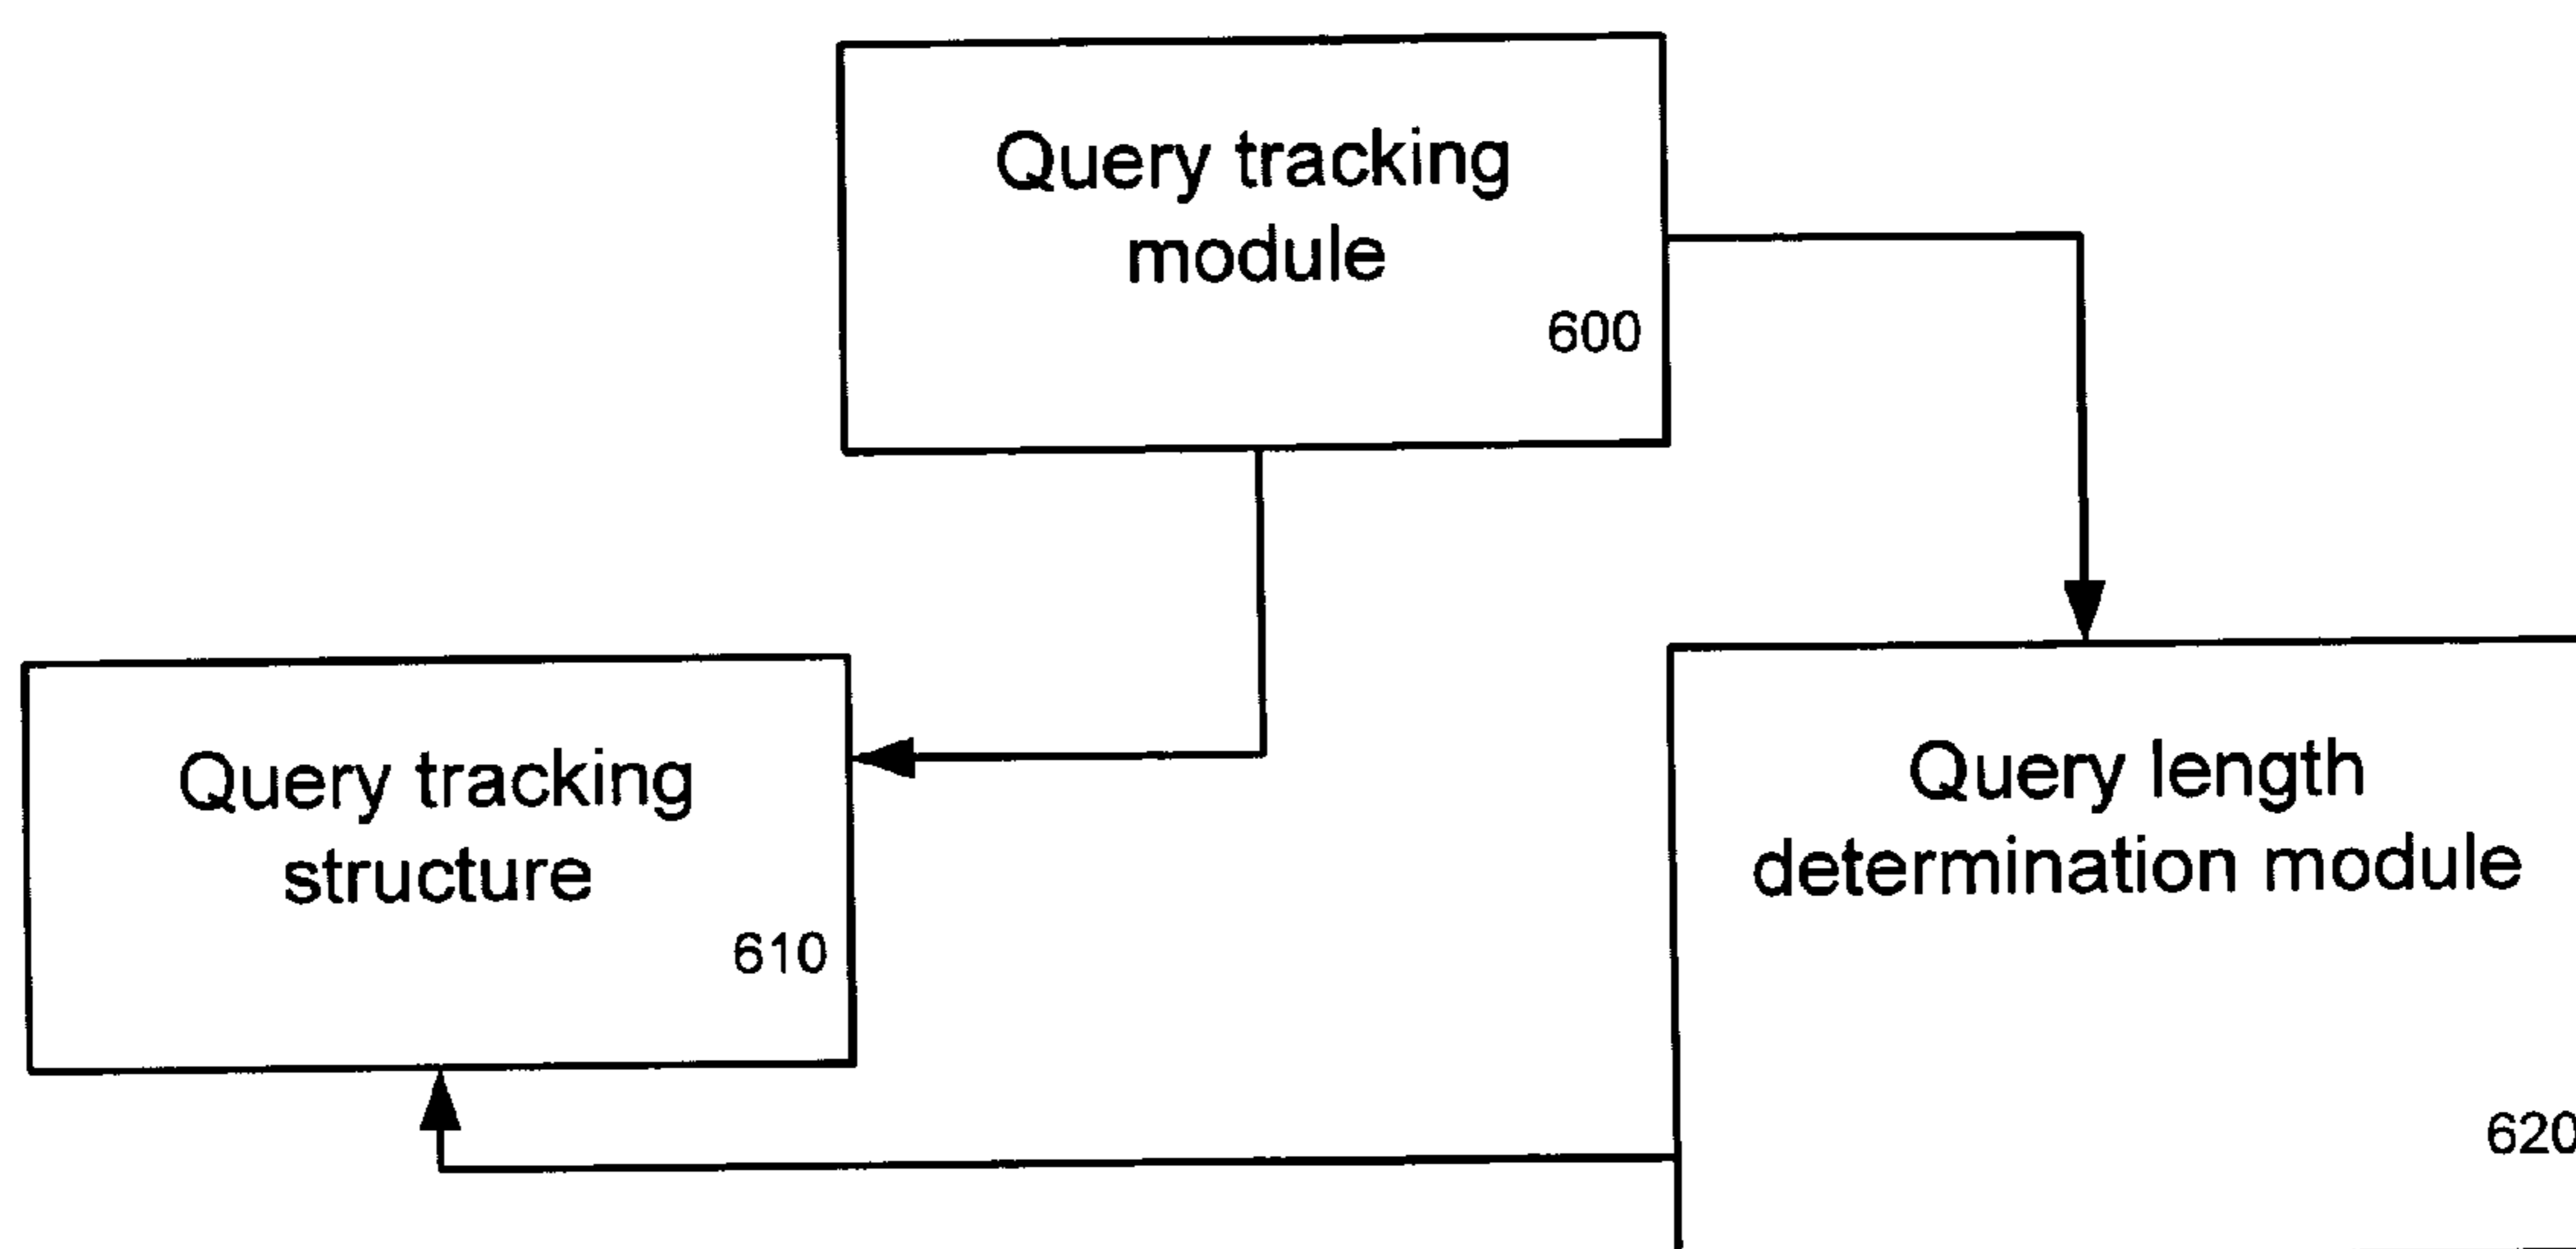 Query tracking
module
600
Query tracking
structure
610
Query length
determination module
620